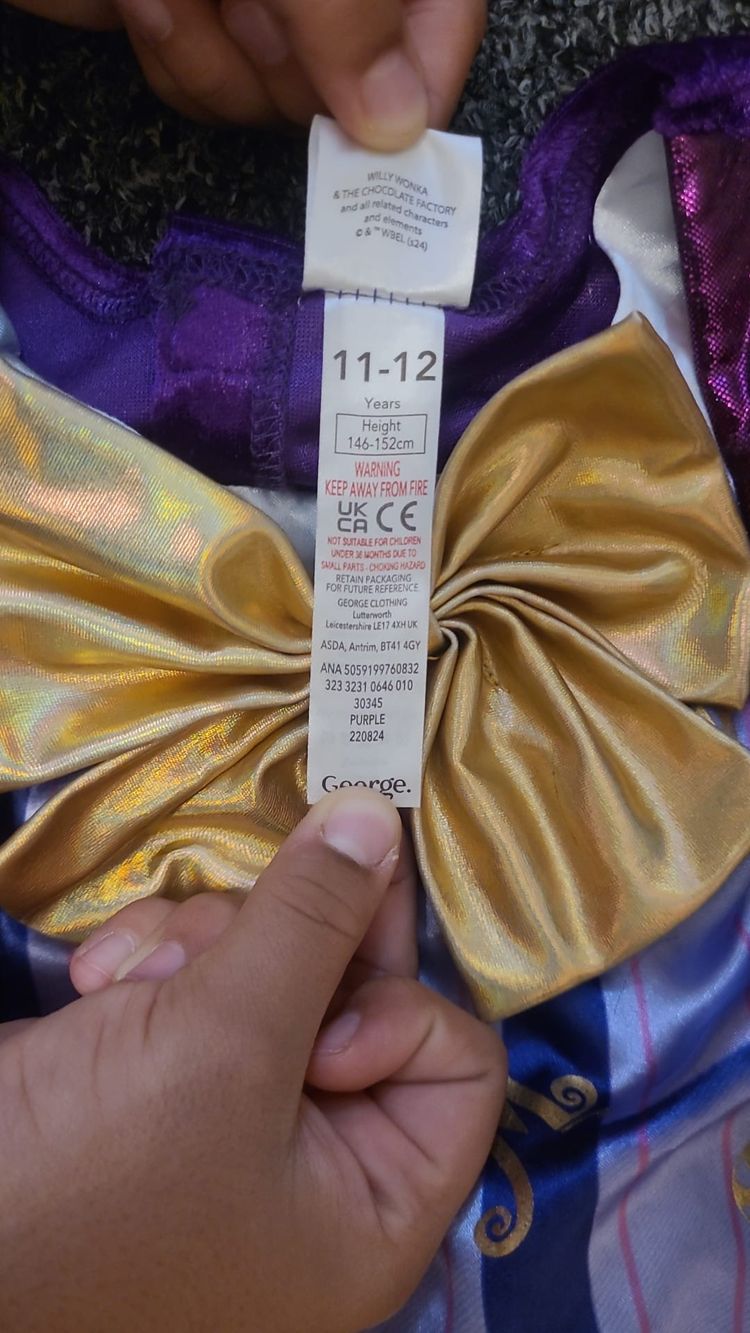 WILLY WONKA
& THE CHOCOLATE FACTORY
and all related characters
and elements
© & ™ WBEL (s24)
11-12
Years
Height
146-152cm
WARNING
KEEP AWAY FROM FIRE
UK
CA CE
NOT SUITABLE FOR CHILDREN
UNDER 36 MONTHS DUE TO
SMALL PARTS - CHOKING HAZARD
RETAIN PACKAGING
FOR FUTURE REFERENCE
GEORGE CLOTHING
Lutterworth
Leicestershire LE17 4XH UK
ASDA, Antrim, BT41 4GY
ANA 5059199760832
323 3231 0646 010
30345
PURPLE
220824
George.